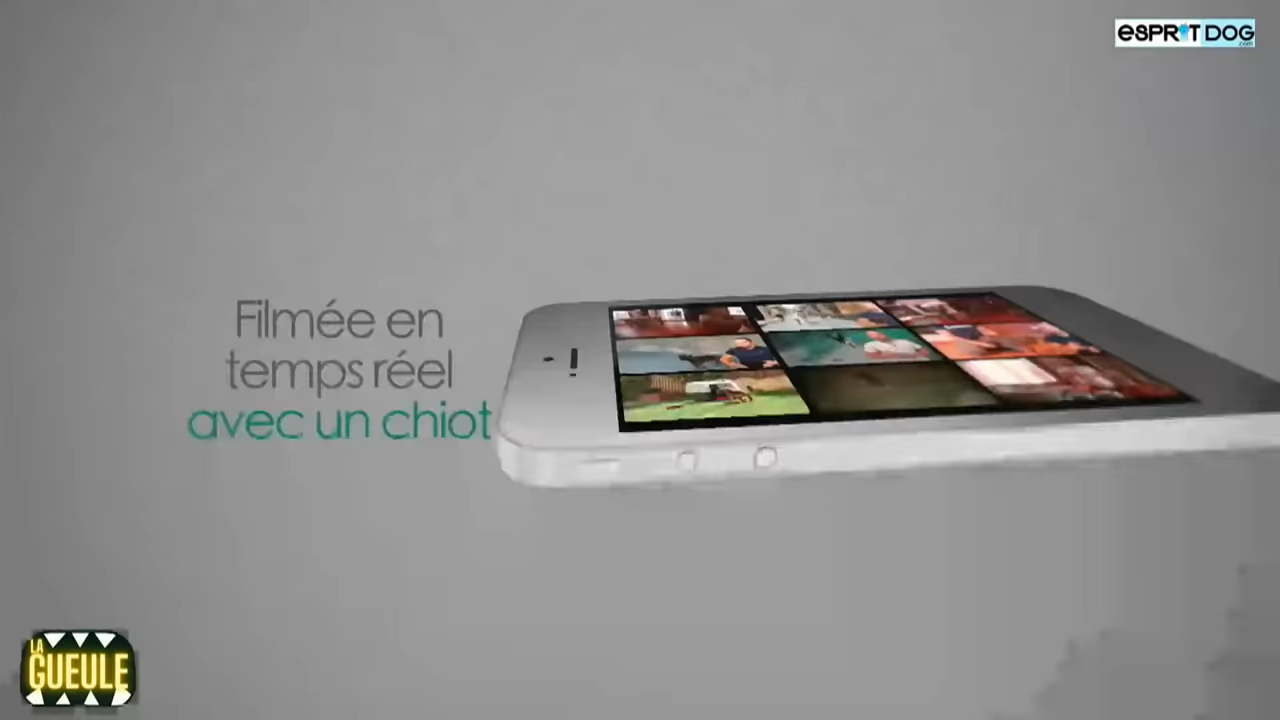 ESPRIT DOG
.com
Filmée en
temps réel
avec un chiot
LA
GUEULE